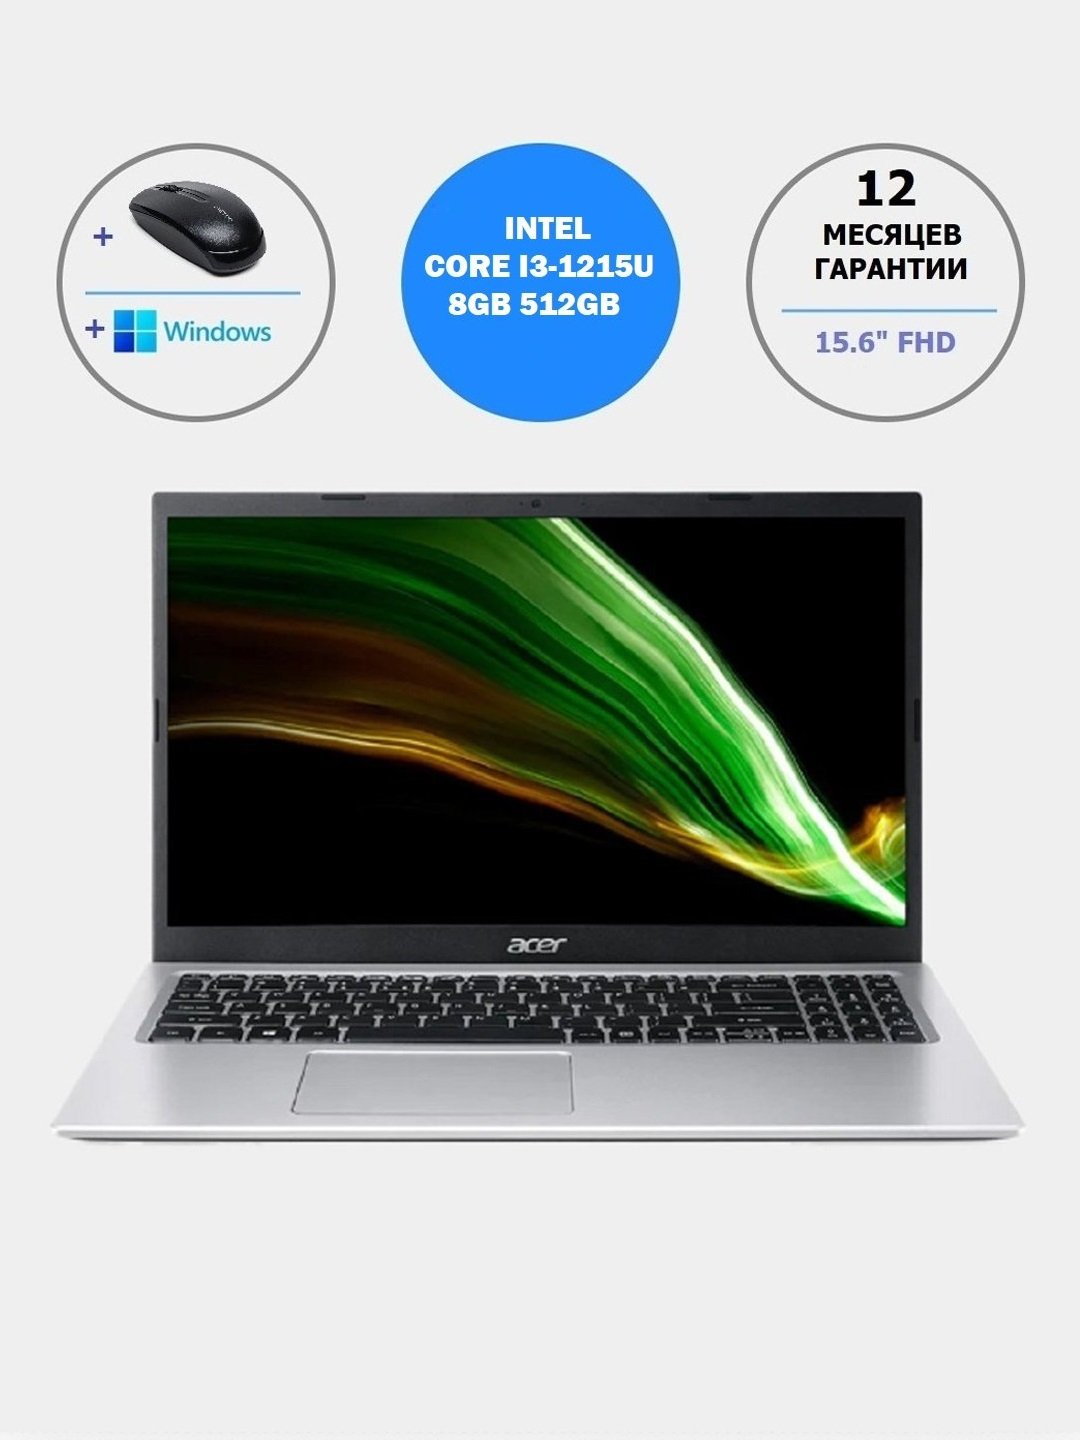 +
+ Windows
INTEL
CORE I3-1215U
8GB 512GB
12
МЕСЯЦЕВ
ГАРАНТИИ
15.6" FHD
acer